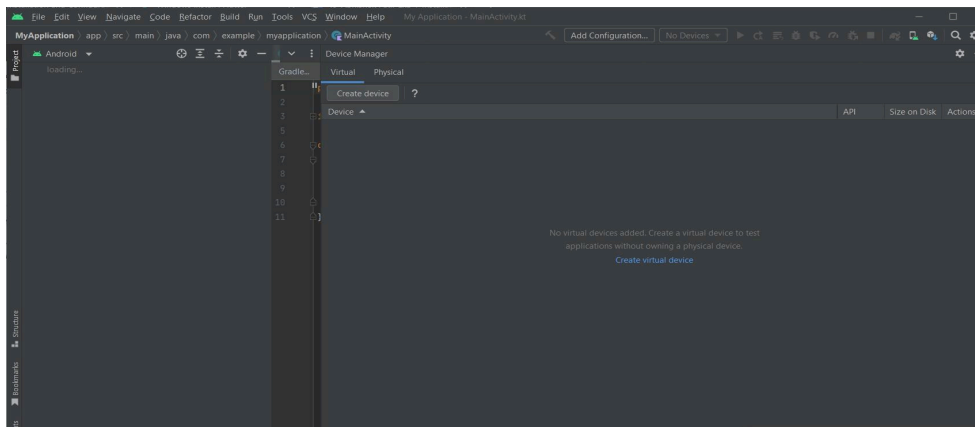 File Edit View Navigate Code Refactor Build Run Tools VCS Window Help My Application - MainActivity.kt
MyApplication app src main java com example myapplication MainActivity Add Configuration... No Devices
Project
Android
loading...
Gradle...
1
2
3
5
6
7
8
9
10
11
Device Manager
Virtual Physical
Create device ?
Device API Size on Disk Actions
No virtual devices added. Create a virtual device to test
applications without owning a physical device.
Create virtual device
Structure
Bookmarks